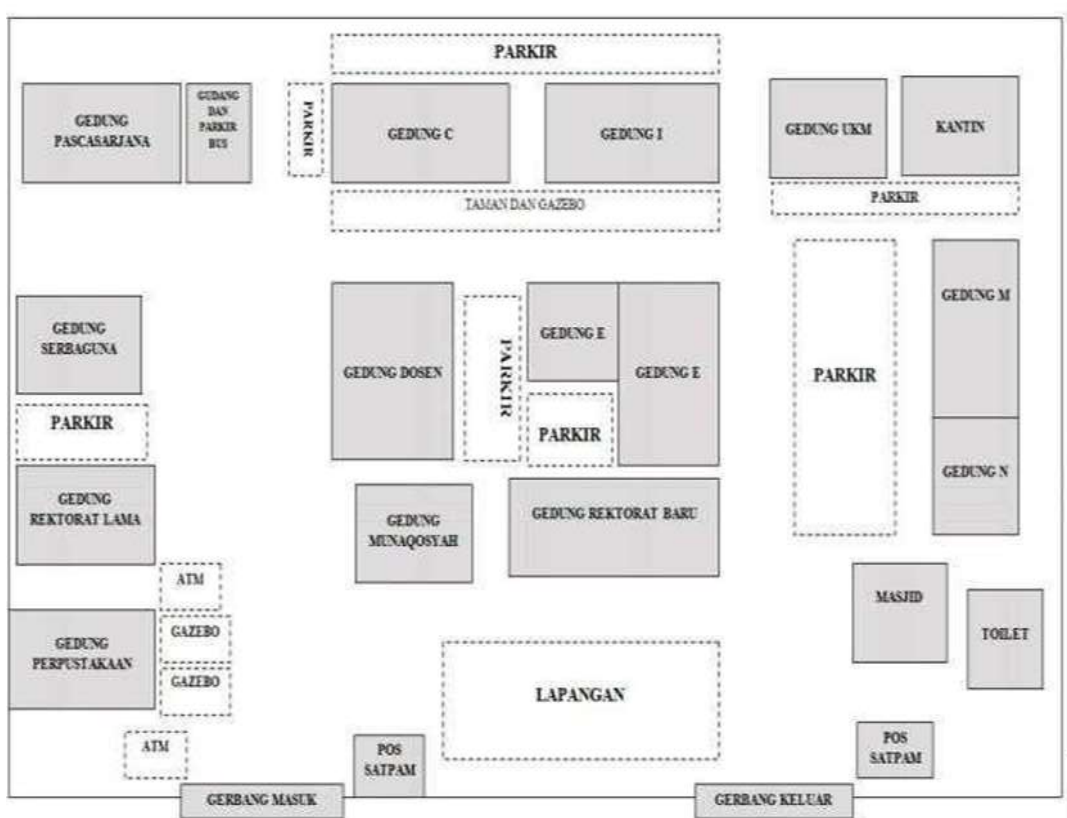 PARKIR
GEDUNG
PASCASARJANA
GUDANG
DAN
PARKIR
BUS
PARKIR
GEDUNG C
GEDUNG I
GEDUNG UKM
KANTIN
TAMAN DAN GAZEBO
PARKIR
GEDUNG
SERBAGUNA
PARKIR
GEDUNG
REKTORAT LAMA
GEDUNG DOSEN
PARKIR
GEDUNG E
GEDUNG E
PARKIR
PARKIR
GEDUNG M
GEDUNG N
GEDUNG
MUNAQOSYAH
GEDUNG REKTORAT BARU
ATM
GAZEBO
GAZEBO
GEDUNG
PERPUSTAKAAN
ATM
MASJID
TOILET
LAPANGAN
POS
SATPAM
POS
SATPAM
GERBANG MASUK
GERBANG KELUAR